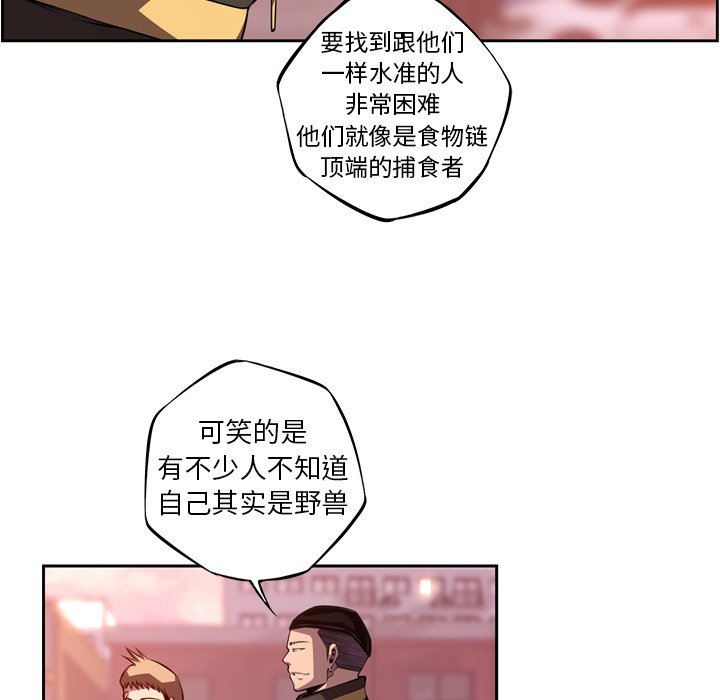 要找到跟他们
一样水准的人
非常困难
他们就像是食物链
顶端的捕食者
可笑的是
有不少人不知道
自己其实是野兽